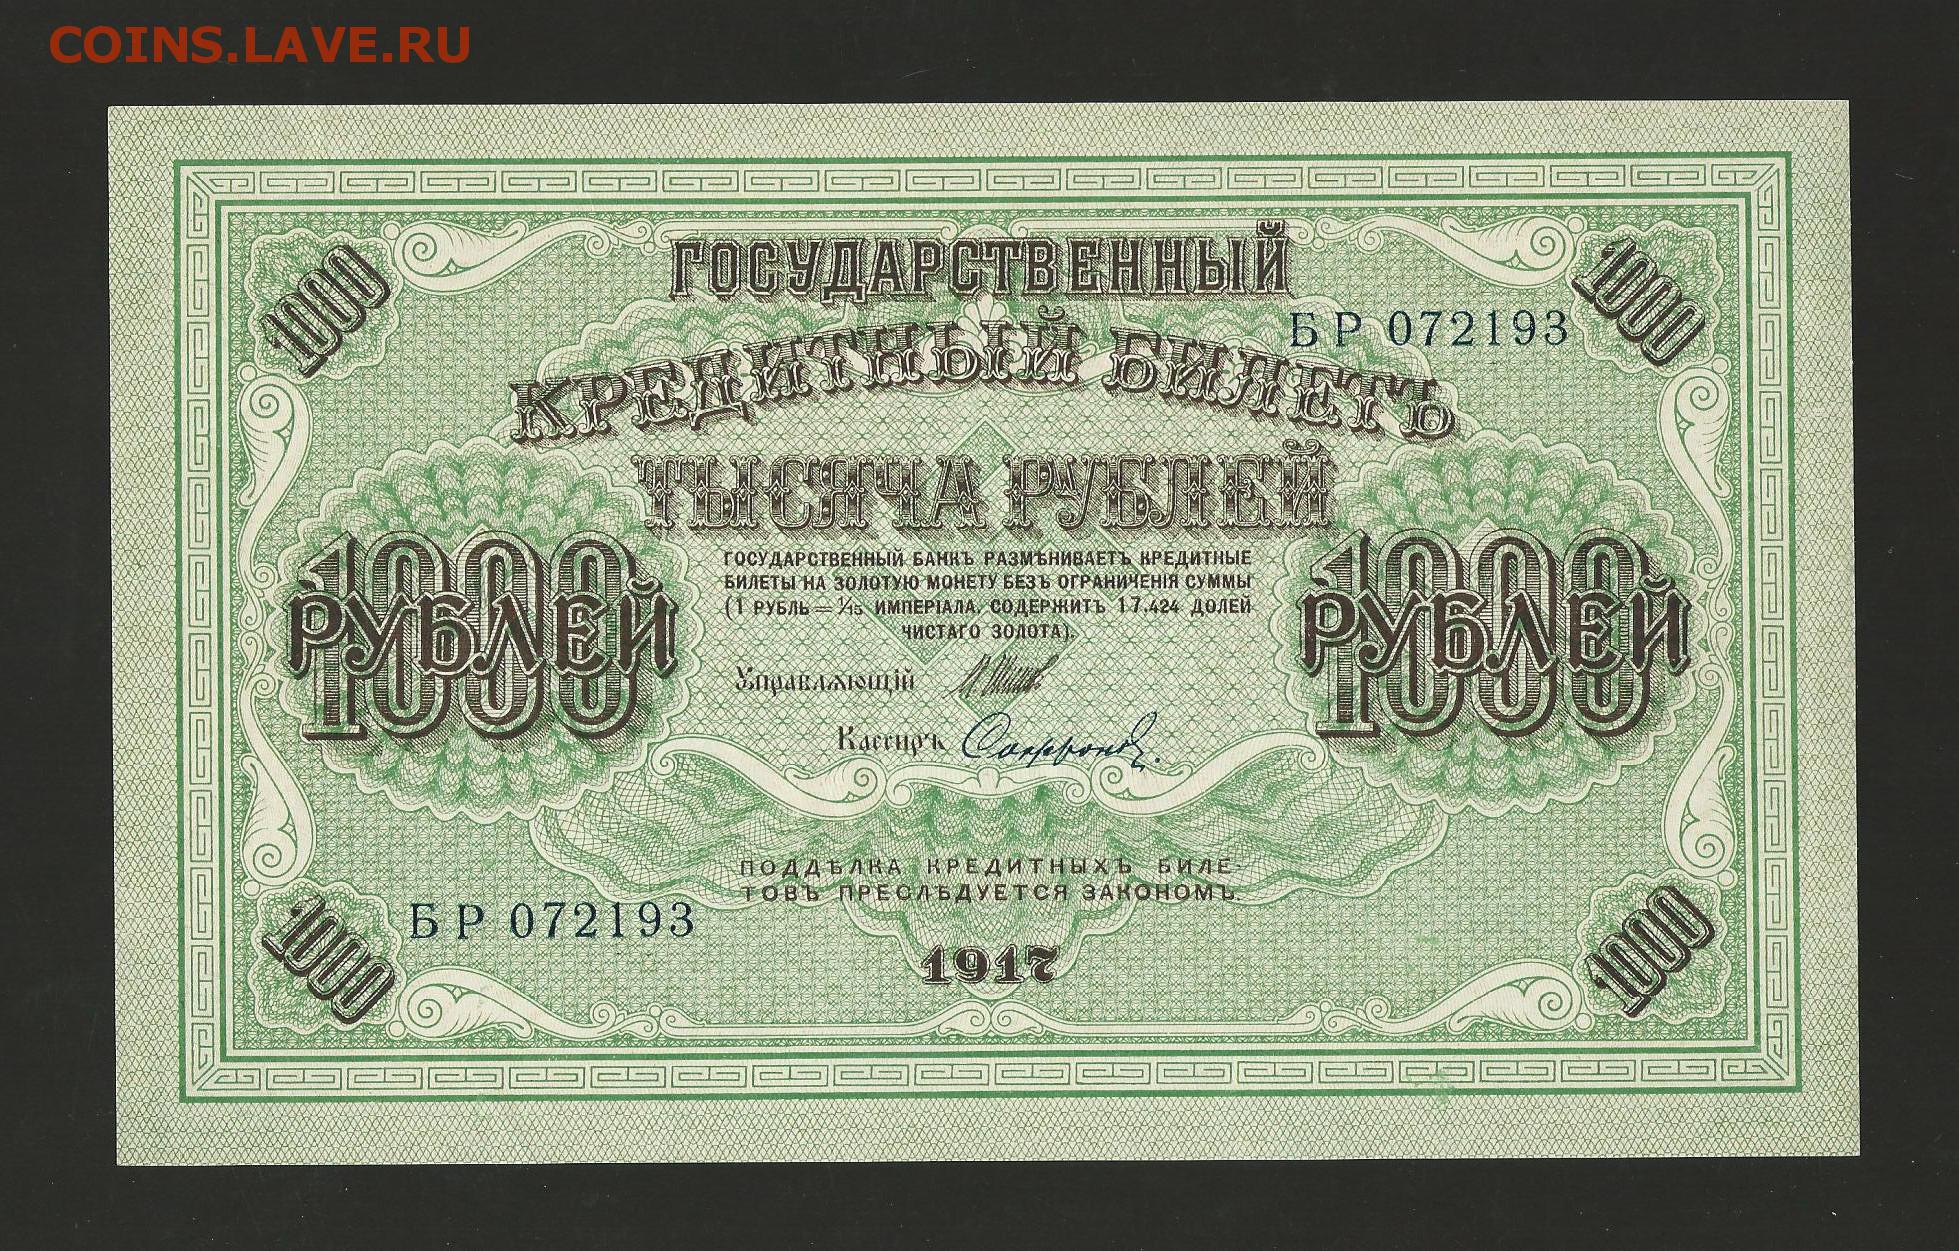 COINS.LAVE.RU
1000
ГОСУДАРСТВЕННЫЙ
1000
БР 072193
КРЕДИТНЫЙ БИЛЕТЪ
ТЫСЯЧА РУБЛЕЙ
1000
РУБЛЕЙ
ГОСУДАРСТВЕННЫЙ БАНКЪ РАЗМѢНИВАЕТЪ КРЕДИТНЫЕ
БИЛЕТЫ НА ЗОЛОТУЮ МОНЕТУ БЕЗЪ ОГРАНИЧЕНІЯ СУММЫ
(1 РУБЛЬ = 1/15 ИМПЕРІАЛА, СОДЕРЖИТЪ 17.424 ДОЛЕЙ
ЧИСТАГО ЗОЛОТА).
1000
РУБЛЕЙ
Управляющій
Кассиръ Софронов
ПОДДѢЛКА КРЕДИТНЫХЪ БИЛЕ-
ТОВЪ ПРЕСЛѢДУЕТСЯ ЗАКОНОМЪ.
БР 072193
1000
1917
1000